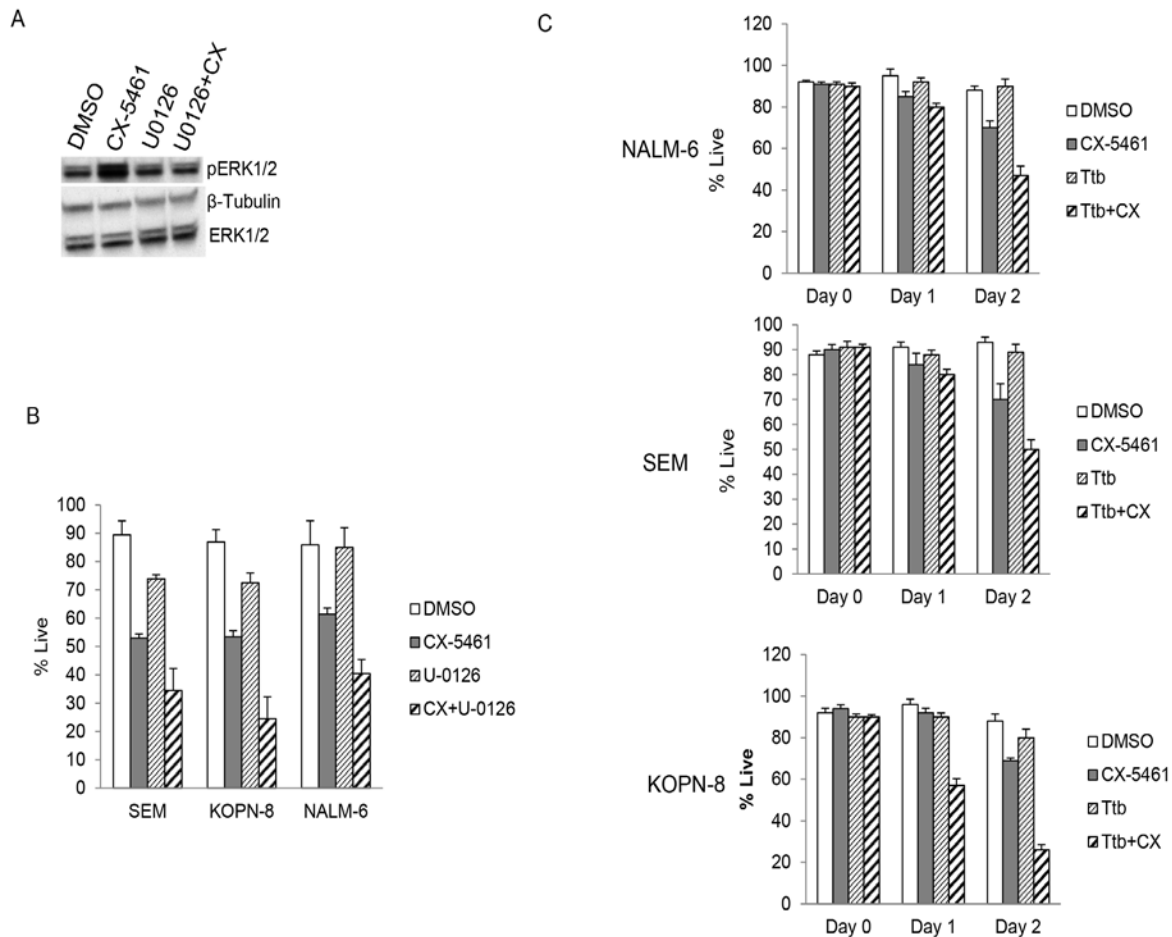 A
DMSO
CX-5461
U0126
U0126+CX
pERK1/2
β-Tubulin
ERK1/2
B
% Live
100
90
80
70
60
50
40
30
20
10
0
SEM KOPN-8 NALM-6
DMSO
CX-5461
U-0126
CX+U-0126
C
NALM-6
% Live
120
100
80
60
40
20
0
Day 0 Day 1 Day 2
DMSO
CX-5461
Ttb
Ttb+CX
SEM
% Live
100
90
80
70
60
50
40
30
20
10
0
Day 0 Day 1 Day 2
DMSO
CX-5461
Ttb
Ttb+CX
KOPN-8
% Live
120
100
80
60
40
20
0
Day 0 Day 1 Day 2
DMSO
CX-5461
Ttb
Ttb+CX